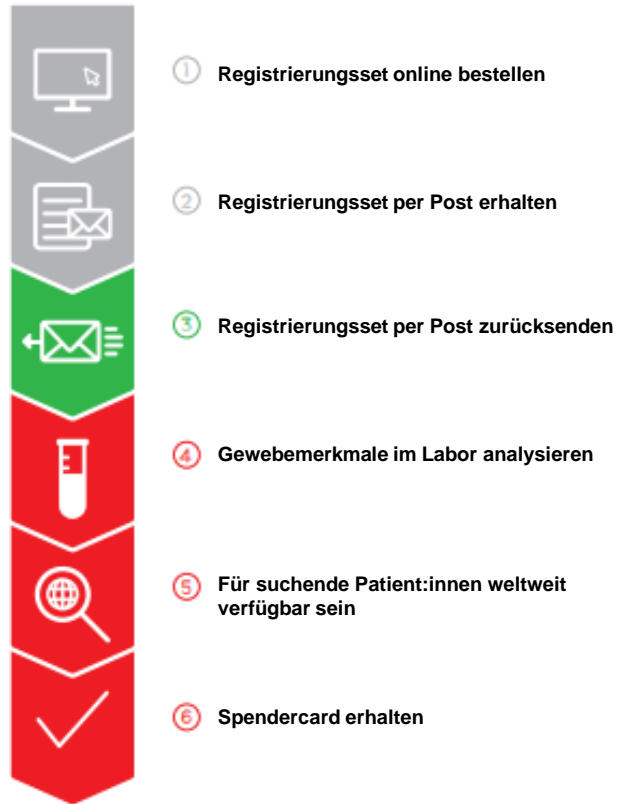 1 Registrierungsset online bestellen
2 Registrierungsset per Post erhalten
3 Registrierungsset per Post zurücksenden
4 Gewebemerkmale im Labor analysieren
5 Für suchende Patient:innen weltweit
verfügbar sein
6 Spendercard erhalten